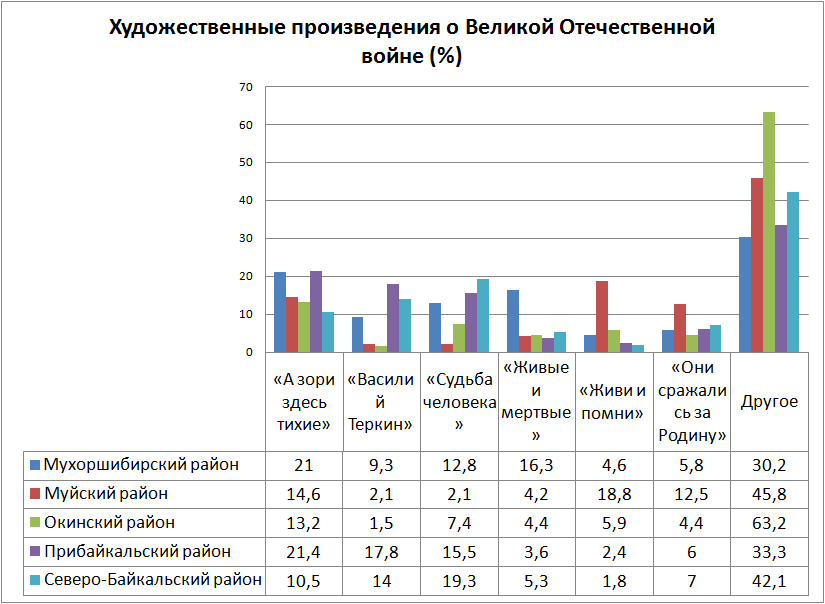 Художественные произведения о Великой Отечественной
войне (%)
70
60
50
40
30
20
10
0
«А зори
здесь
тихие»
«Васили
й
Теркин»
«Судьба
человека
»
«Живые
и
мертвые
»
«Живи и
помни»
«Они
сражали
сь за
Родину»
Другое
Мухоршибирский район 21 9,3 12,8 16,3 4,6 5,8 30,2
Муйский район 14,6 2,1 2,1 4,2 18,8 12,5 45,8
Окинский район 13,2 1,5 7,4 4,4 5,9 4,4 63,2
Прибайкальский район 21,4 17,8 15,5 3,6 2,4 6 33,3
Северо-Байкальский район 10,5 14 19,3 5,3 1,8 7 42,1